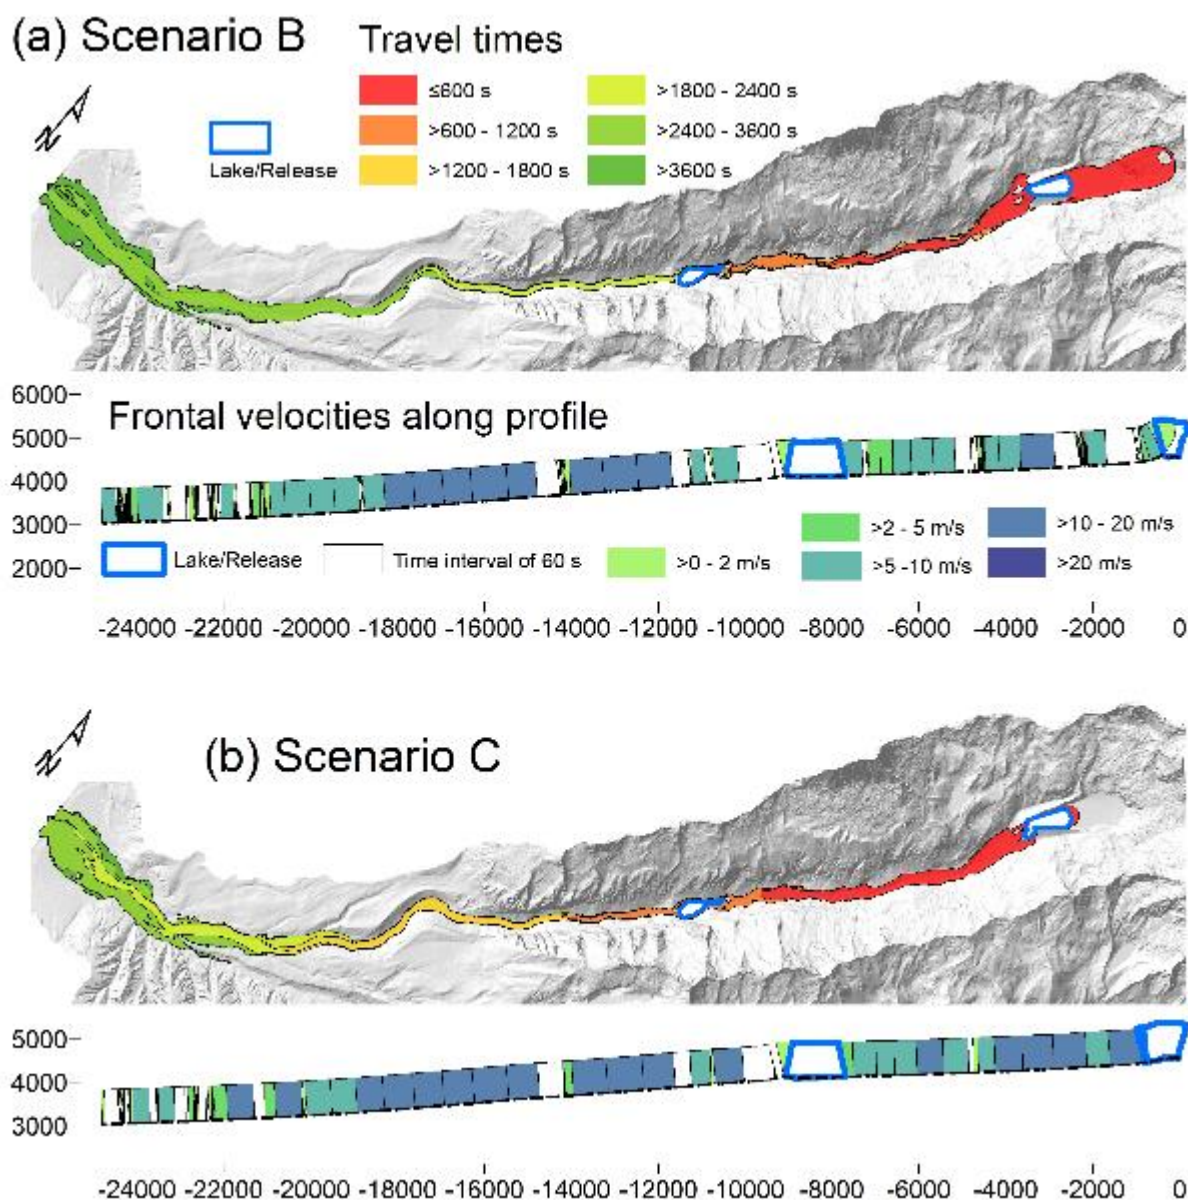 (a) Scenario B
Travel times
≤600 s
>1800 - 2400 s
>600 - 1200 s
>2400 - 3600 s
>1200 - 1800 s
>3600 s
Lake/Release
N
6000
Frontal velocities along profile
5000
4000
3000
2000
Lake/Release
Time interval of 60 s
>0 - 2 m/s
>2 - 5 m/s
>5 -10 m/s
>10 - 20 m/s
>20 m/s
-24000 -22000 -20000 -18000 -16000 -14000 -12000 -10000 -8000 -6000 -4000 -2000 0
(b) Scenario C
N
5000
4000
3000
-24000 -22000 -20000 -18000 -16000 -14000 -12000 -10000 -8000 -6000 -4000 -2000 0